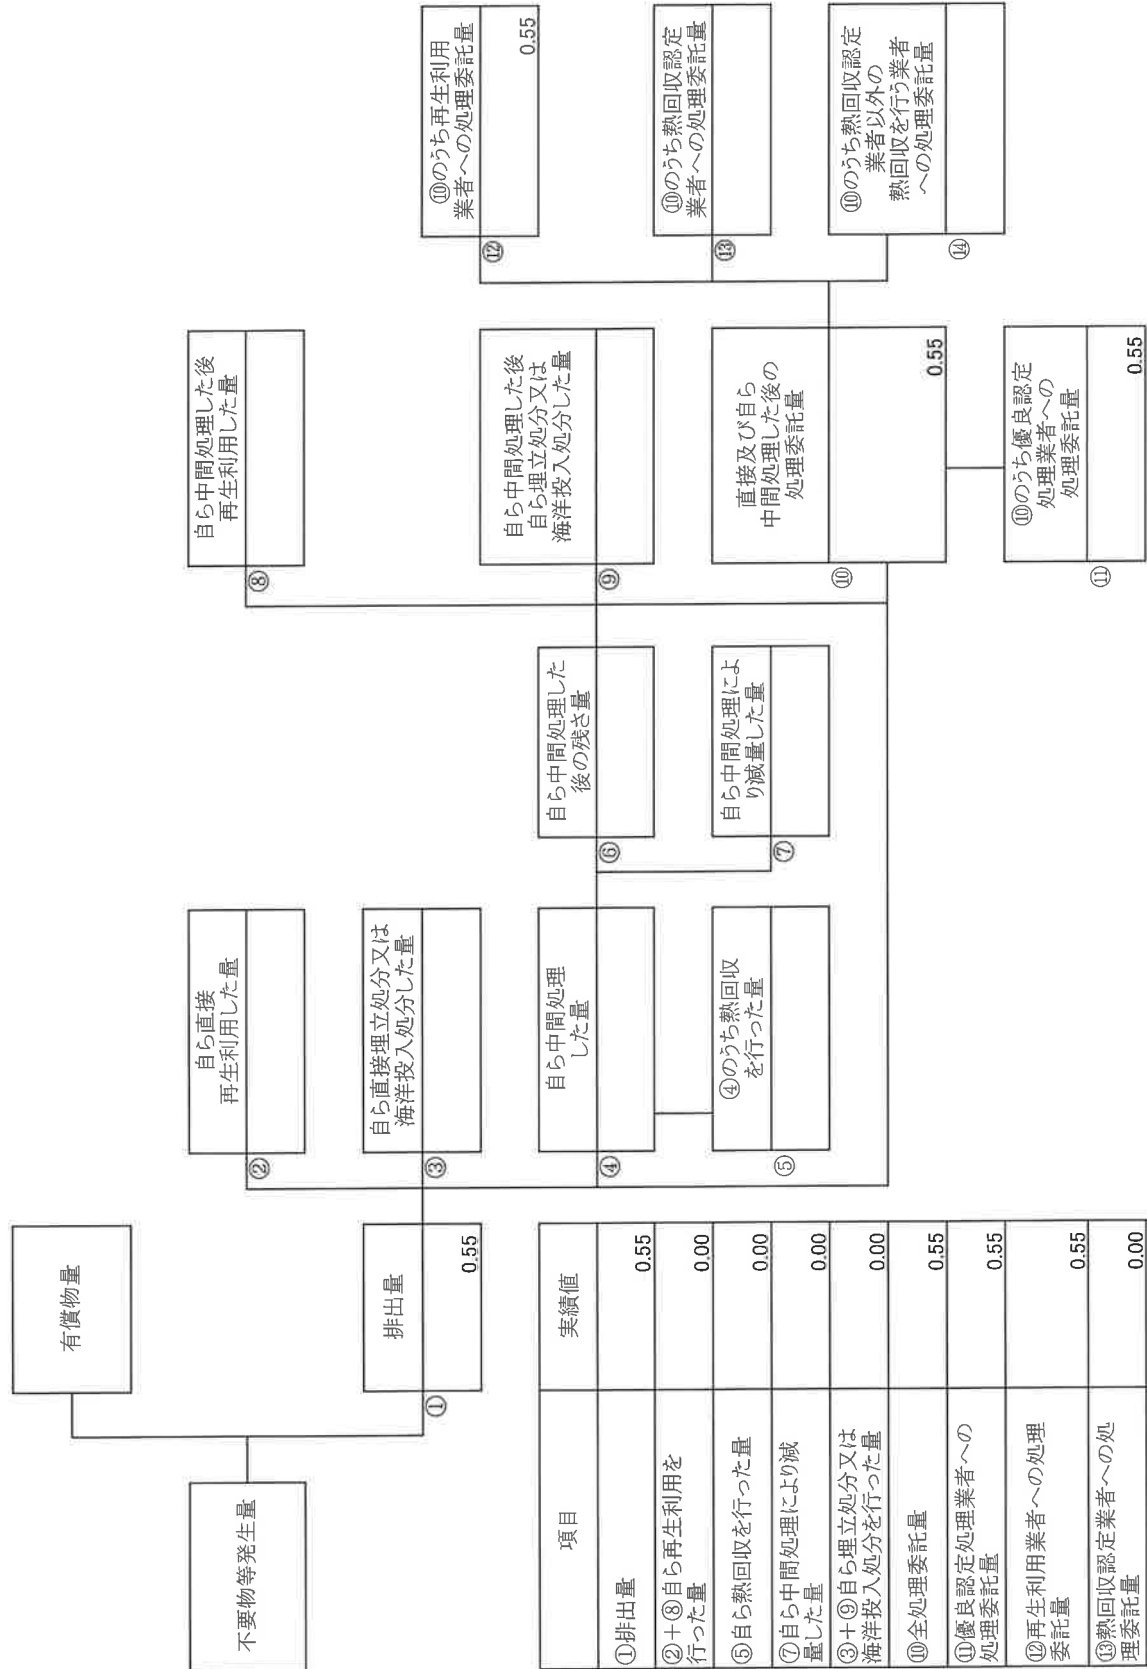 有償物量
不要物等発生量
排出量
0.55
①
自ら直接
再生利用した量
②
自ら直接埋立処分又は
海洋投入処分した量
③
自ら中間処理
した量
④
④のうち熱回収
を行った量
⑤
自ら中間処理した
後の残さ量
⑥
自ら中間処理によ
り減量した量
⑦
自ら中間処理した後
再生利用した量
⑧
自ら中間処理した後
自ら埋立処分又は
海洋投入処分した量
⑨
直接及び自ら
中間処理した後の
処理委託量
0.55
⑩
⑩のうち優良認定
処理業者への
処理委託量
0.55
⑪
⑩のうち再生利用
業者への処理委託量
0.55
⑫
⑩のうち熱回収認定
業者への処理委託量
⑬
⑩のうち熱回収認定
業者以外の
熱回収を行う業者
への処理委託量
⑭
項目 実績値
①排出量 0.55
②+⑧自ら再生利用を
行った量 0.00
⑤自ら熱回収を行った量 0.00
⑦自ら中間処理により減
量した量 0.00
③+⑨自ら埋立処分又は
海洋投入処分を行った量 0.00
⑩全処理委託量 0.55
⑪優良認定処理業者への
処理委託量 0.55
⑫再生利用業者への処理
委託量 0.55
⑬熱回収認定業者への処
理委託量 0.00